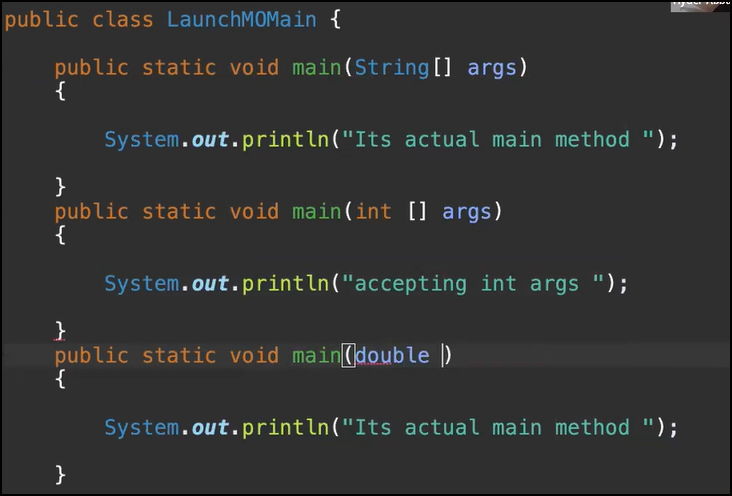 public class LaunchMOMain {
public static void main(String[] args)
{
System.out.println("Its actual main method ");
}
public static void main(int [] args)
{
System.out.println("accepting int args ");
}
public static void main(double )
{
System.out.println("Its actual main method ");
}